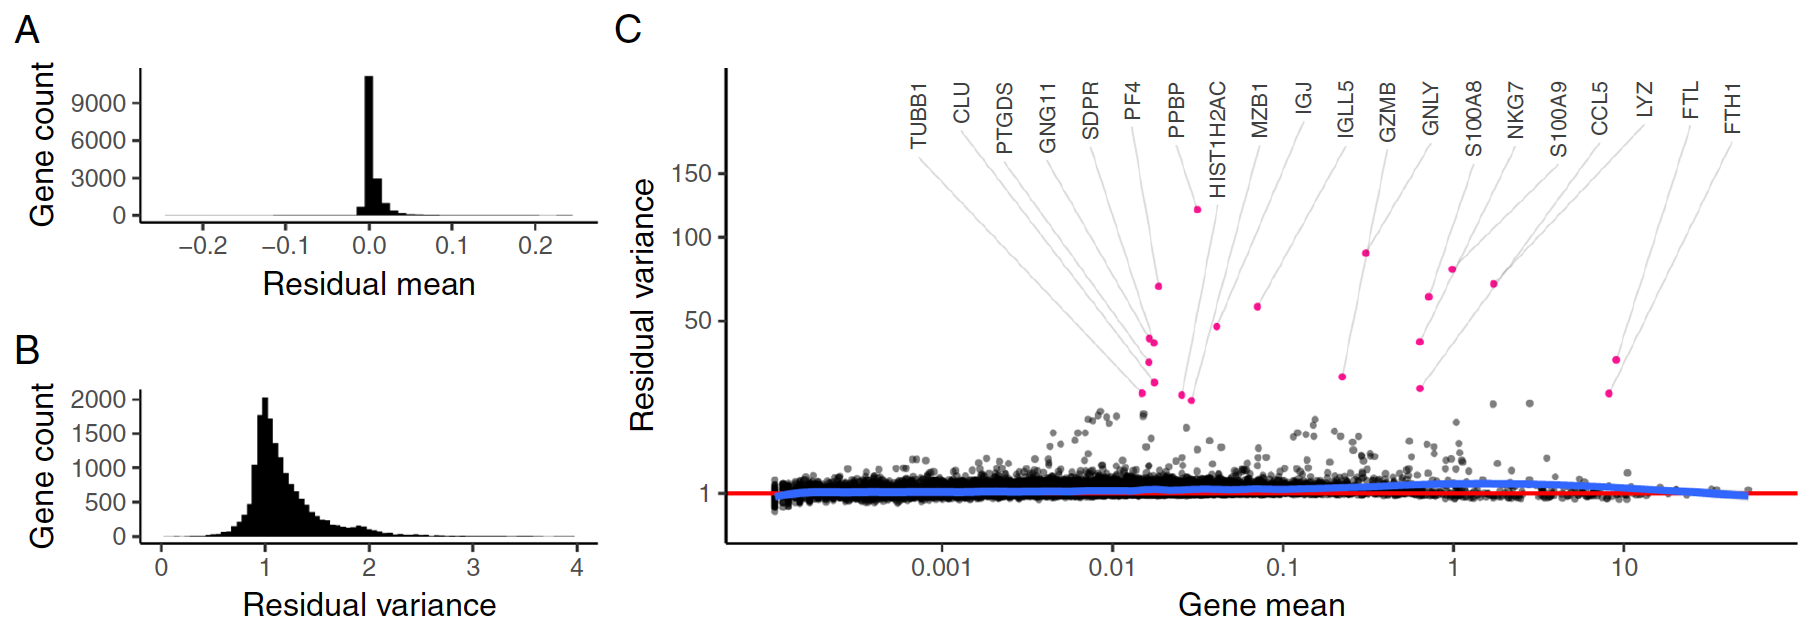 A
Gene count
9000
6000
3000
0
−0.2 −0.1 0.0 0.1 0.2
Residual mean
B
Gene count
2000
1500
1000
500
0
0 1 2 3 4
Residual variance
C
Residual variance
150
100
50
1
TUBB1
CLU
PTGDS
GNG11
SDPR
PF4
PPBP
HIST1H2AC
MZB1
IGJ
IGLL5
GZMB
GNLY
S100A8
NKG7
S100A9
CCL5
LYZ
FTL
FTH1
0.001 0.01 0.1 1 10
Gene mean